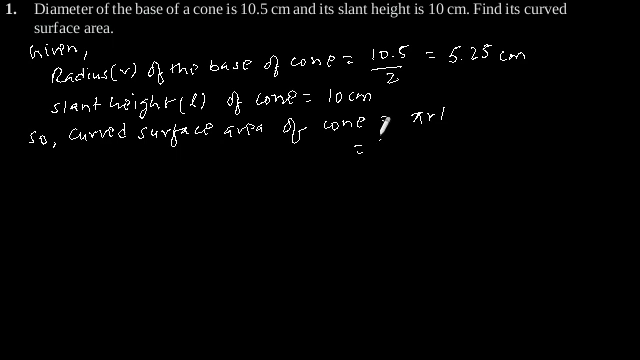 1. Diameter of the base of a cone is 10.5 cm and its slant height is 10 cm. Find its curved
surface area.
Given,
Radius(r) of the base of cone = 10.5/2 = 5.25 cm
slant height(l) of cone = 10 cm
so, curved surface area of cone = πrl
=